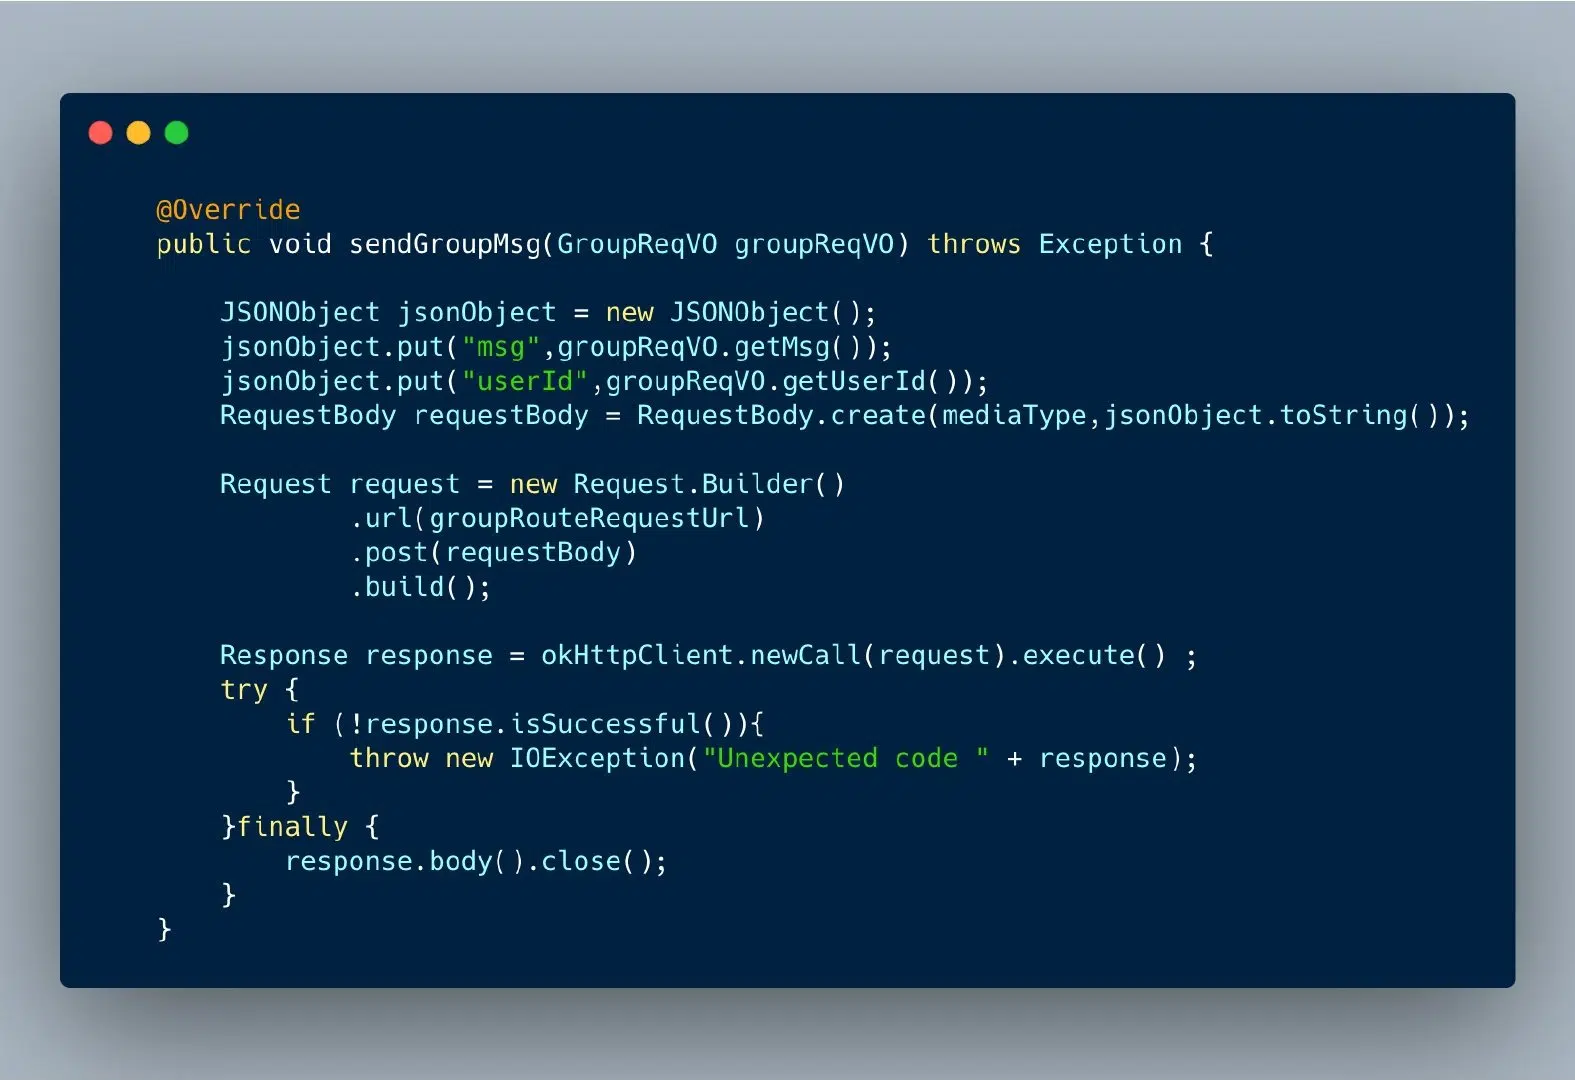 @Override
public void sendGroupMsg(GroupReqVO groupReqVO) throws Exception {
JSONObject jsonObject = new JSONObject();
jsonObject.put("msg",groupReqVO.getMsg());
jsonObject.put("userId",groupReqVO.getUserId());
RequestBody requestBody = RequestBody.create(mediaType,jsonObject.toString());
Request request = new Request.Builder()
.url(groupRouteRequestUrl)
.post(requestBody)
.build();
Response response = okHttpClient.newCall(request).execute() ;
try {
if (!response.isSuccessful()){
throw new IOException("Unexpected code " + response);
}
}finally {
response.body().close();
}
}